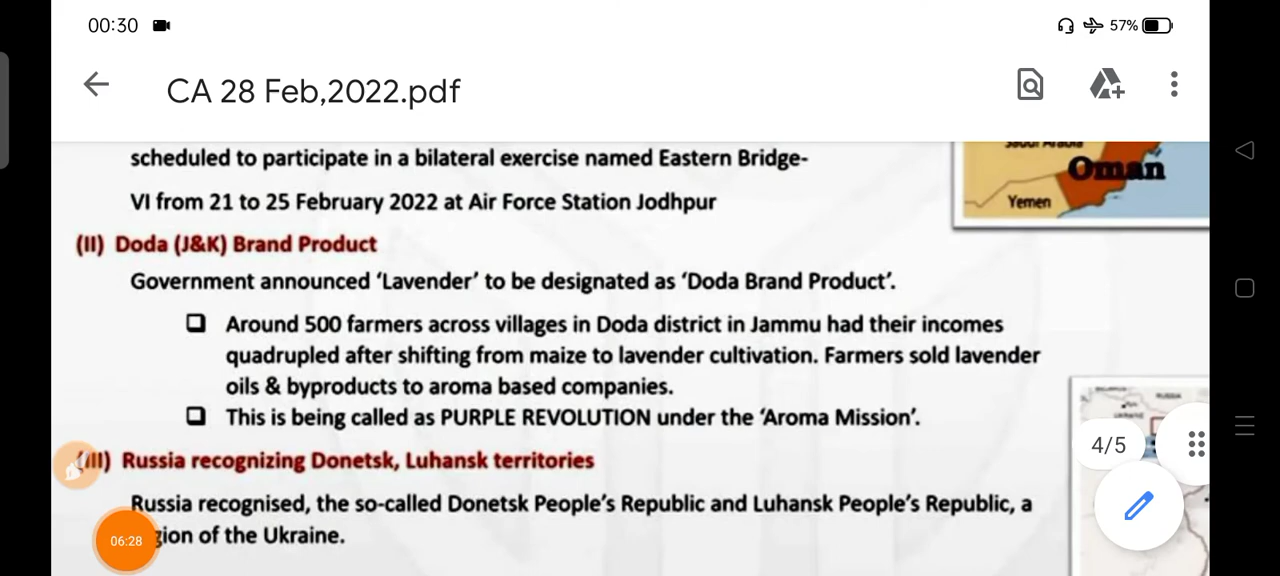 00:30
57%
CA 28 Feb,2022.pdf
scheduled to participate in a bilateral exercise named Eastern Bridge-
VI from 21 to 25 February 2022 at Air Force Station Jodhpur
Oman
Yemen
(II) Doda (J&K) Brand Product
Government announced ‘Lavender’ to be designated as ‘Doda Brand Product’.
❑ Around 500 farmers across villages in Doda district in Jammu had their incomes
quadrupled after shifting from maize to lavender cultivation. Farmers sold lavender
oils & byproducts to aroma based companies.
❑ This is being called as PURPLE REVOLUTION under the ‘Aroma Mission’.
4/5
(III) Russia recognizing Donetsk, Luhansk territories
Russia recognised, the so-called Donetsk People’s Republic and Luhansk People’s Republic, a
gion of the Ukraine.
06:28